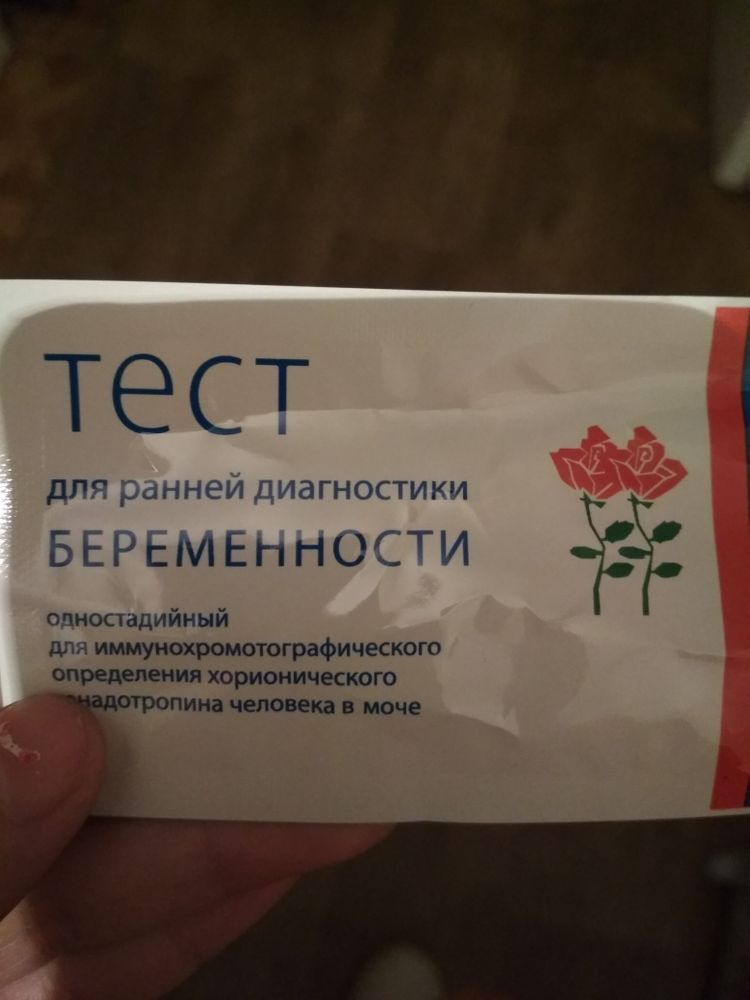 тест
для ранней диагностики
БЕРЕМЕННОСТИ
одностадийный
для иммунохромотографического
определения хорионического
надотропина человека в моче